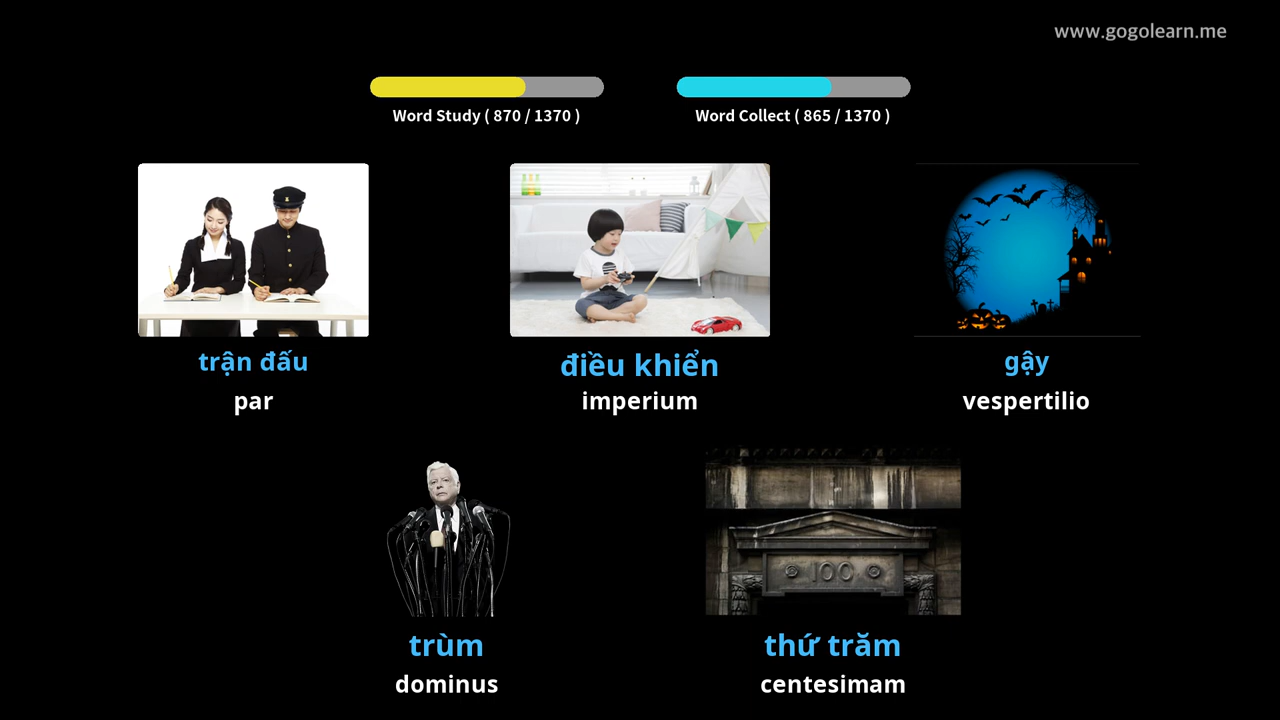 www.gogolearn.me
Word Study ( 870 / 1370 )
Word Collect ( 865 / 1370 )
trận đấu
par
điều khiển
imperium
gậy
vespertilio
100
trùm
dominus
thứ trăm
centesimam